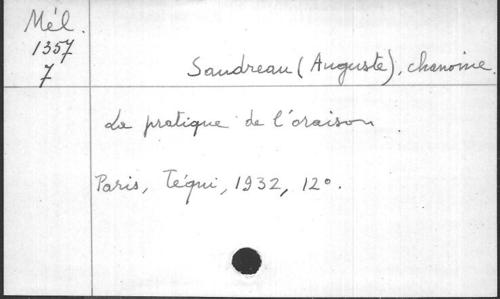 Mél.
1357
7
Saudreau (Auguste), chanoine.
La pratique de l'oraison.
Paris, Téqui, 1932, 12°.